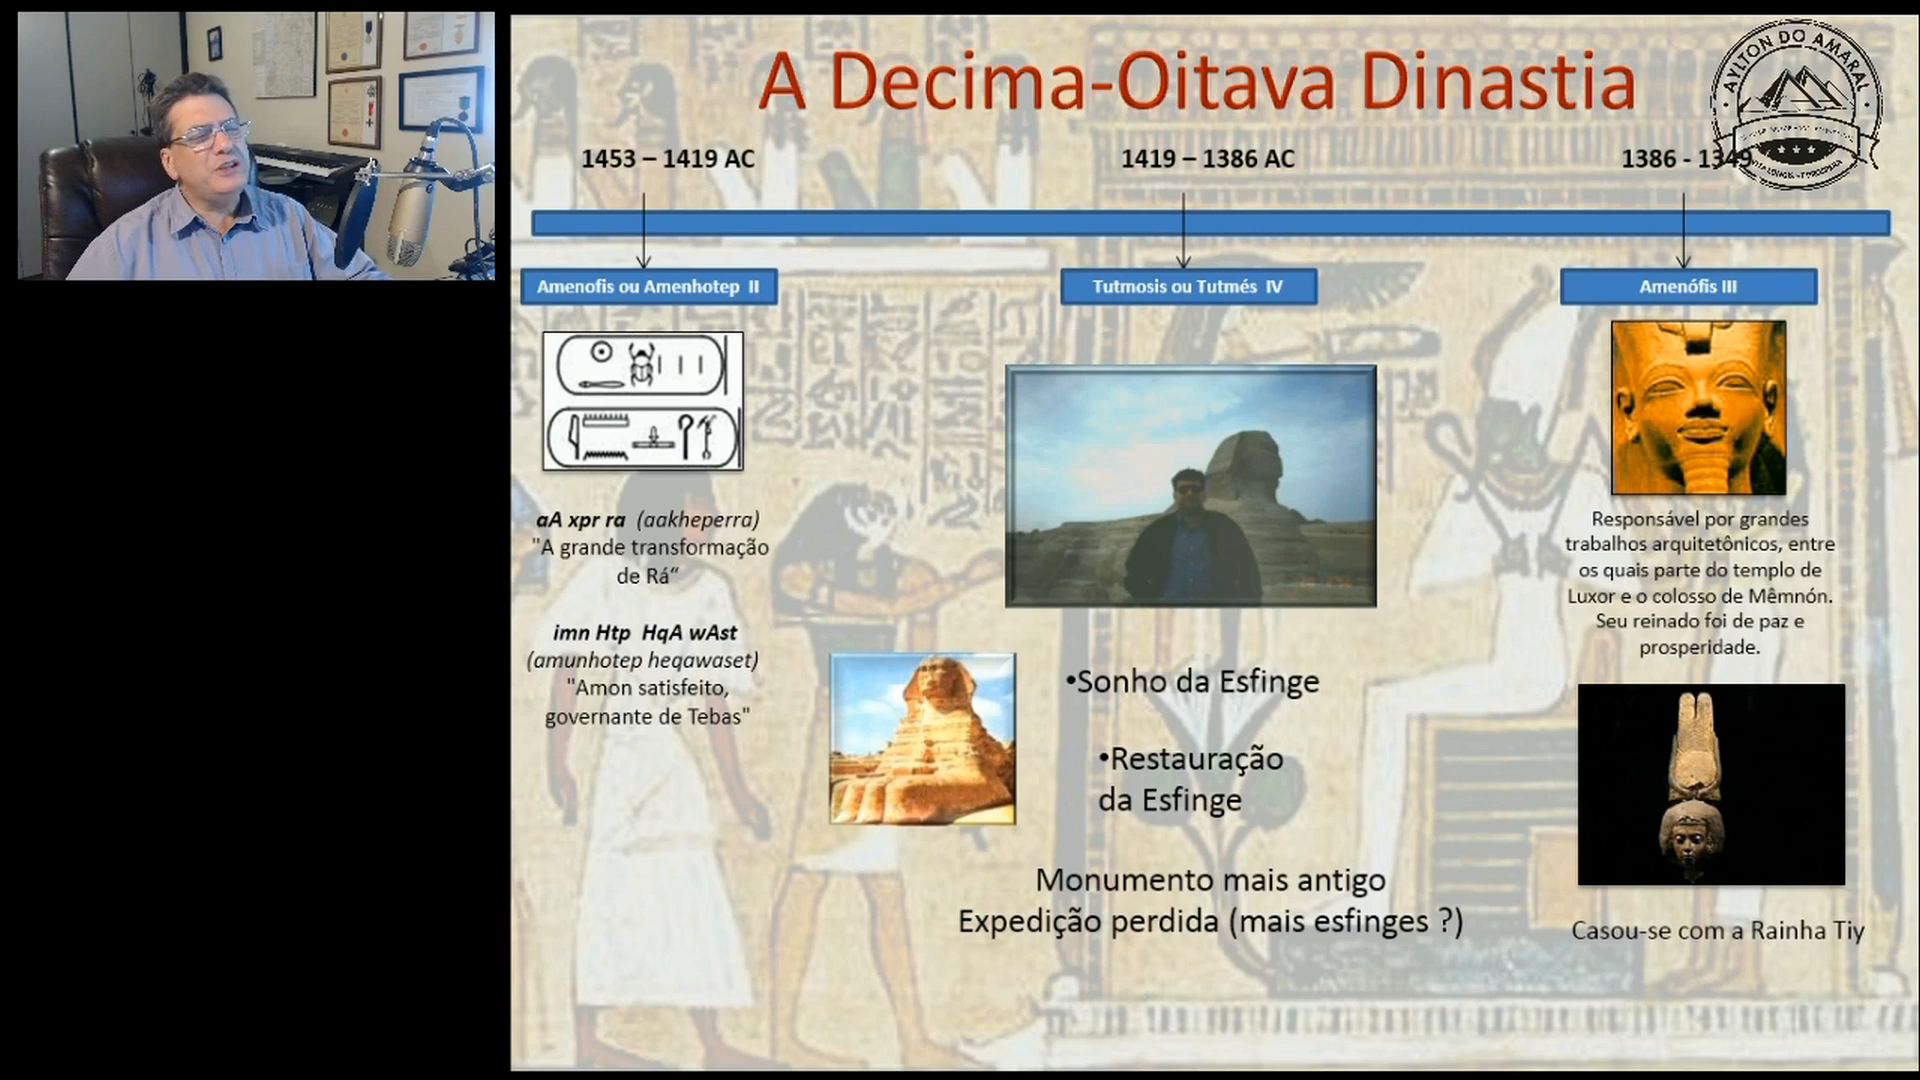 A Decima-Oitava Dinastia
AYLTON DO AMARAL
1453 – 1419 AC
1419 – 1386 AC
1386 - 1349
Amenofis ou Amenhotep II
Tutmosis ou Tutmés IV
Amenófis III
aA xpr ra (aakheperra)
"A grande transformação
de Rá“
imn Htp HqA wAst
(amunhotep heqawaset)
"Amon satisfeito,
governante de Tebas"
•Sonho da Esfinge
•Restauração
da Esfinge
Monumento mais antigo
Expedição perdida (mais esfinges ?)
Responsável por grandes
trabalhos arquitetônicos, entre
os quais parte do templo de
Luxor e o colosso de Mêmnón.
Seu reinado foi de paz e
prosperidade.
Casou-se com a Rainha Tiy